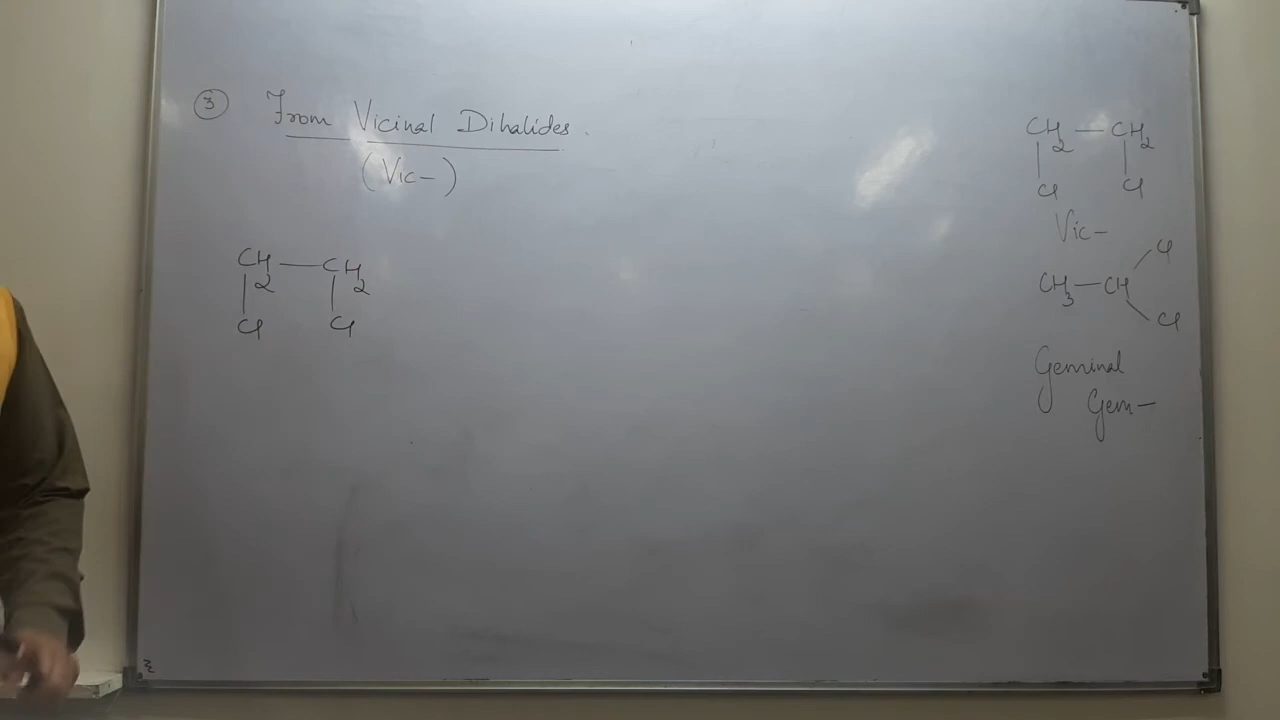 ③ From Vicinal Dihalides.
(Vic-)
CH2 — CH2
Cl Cl
CH2 — CH2
Cl Cl
Vic-
Cl
CH3 — CH
Cl
Geminal
Gem-